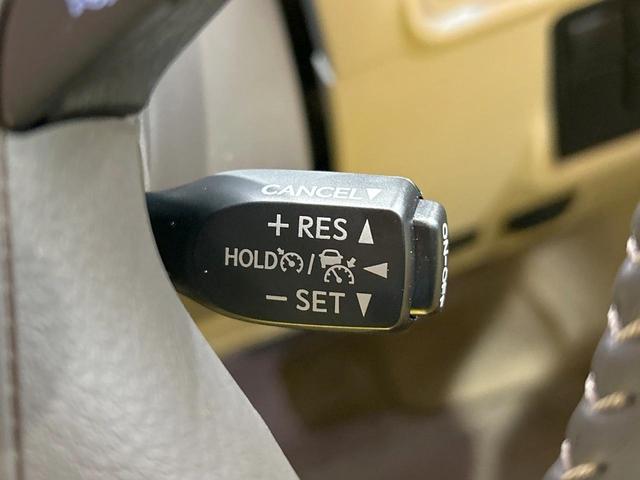 CANCEL▼
+ RES ▲
HOLD / ◀
− SET ▼
ON-OFF